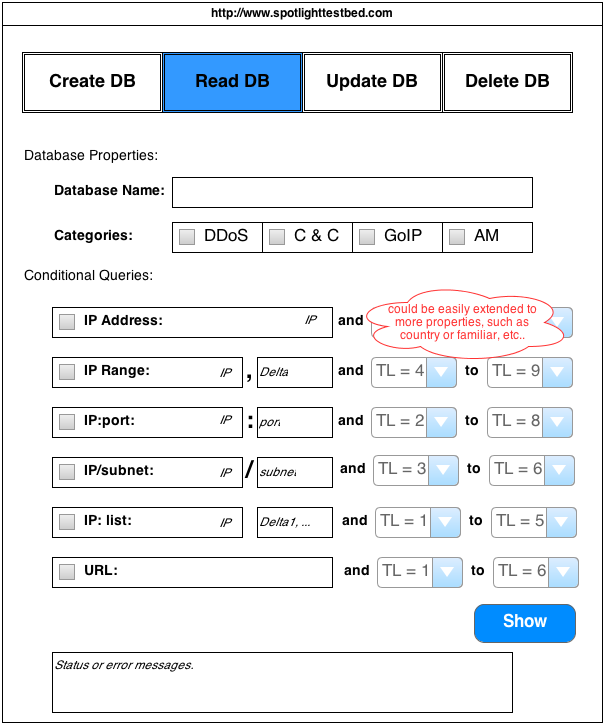 http://www.spotlighttestbed.com
Create DB Read DB Update DB Delete DB
Database Properties:
Database Name:
Categories: DDoS C & C GoIP AM
Conditional Queries:
IP Address: IP and
could be easily extended to
more properties, such as
country or familiar, etc..
IP Range: IP , Delta and TL = 4 to TL = 9
IP:port: IP : port and TL = 2 to TL = 8
IP/subnet: IP / subnet and TL = 3 to TL = 6
IP: list: IP Delta1, ... and TL = 1 to TL = 5
URL: and TL = 1 to TL = 6
Show
Status or error messages.